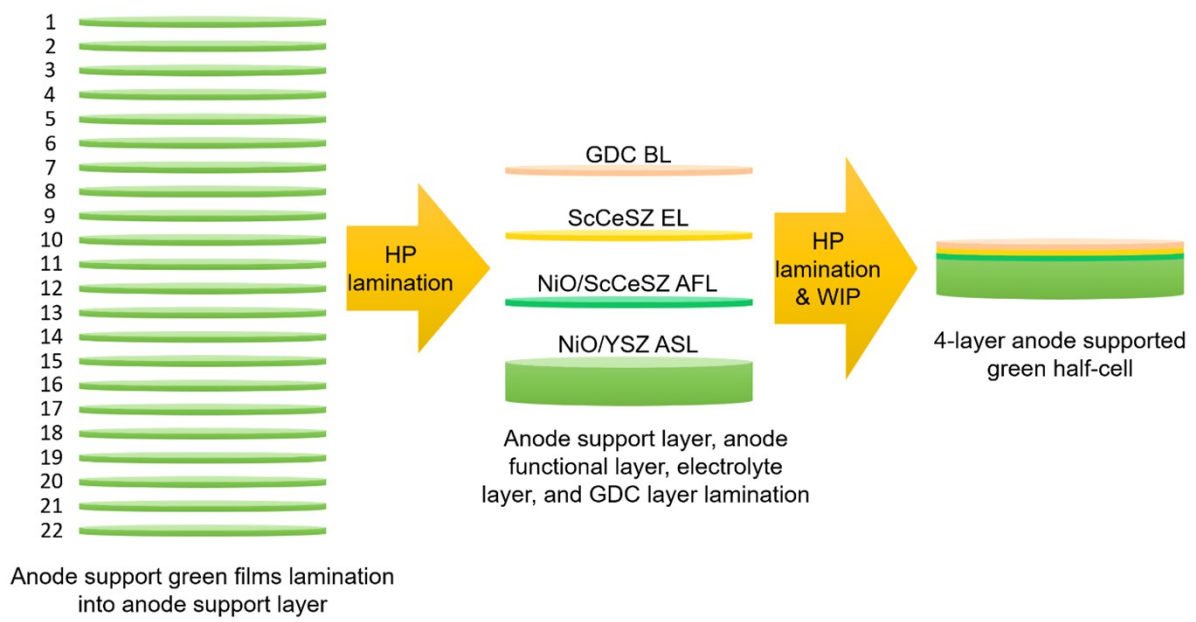 1
2
3
4
5
6
7
8
9
10
11
12
13
14
15
16
17
18
19
20
21
22
Anode support green films lamination
into anode support layer
HP
lamination
GDC BL
ScCeSZ EL
NiO/ScCeSZ AFL
NiO/YSZ ASL
Anode support layer, anode
functional layer, electrolyte
layer, and GDC layer lamination
HP
lamination
& WIP
4-layer anode supported
green half-cell